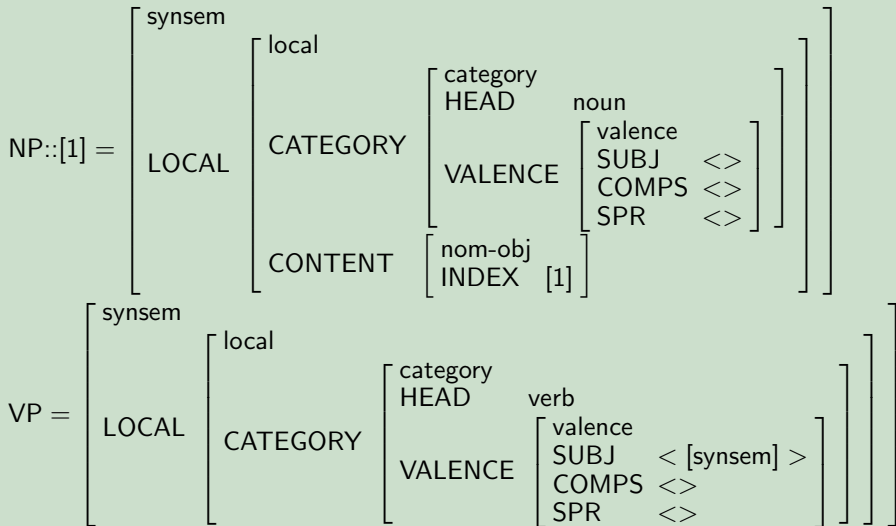 synsem
local
category
HEAD noun
valence
SUBJ <>
COMPS <>
SPR <>
VALENCE
CATEGORY
NP::[1] =
LOCAL
nom-obj
INDEX [1]
CONTENT
synsem
local
category
HEAD verb
valence
SUBJ < [synsem] >
COMPS <>
SPR <>
VALENCE
CATEGORY
LOCAL
VP =